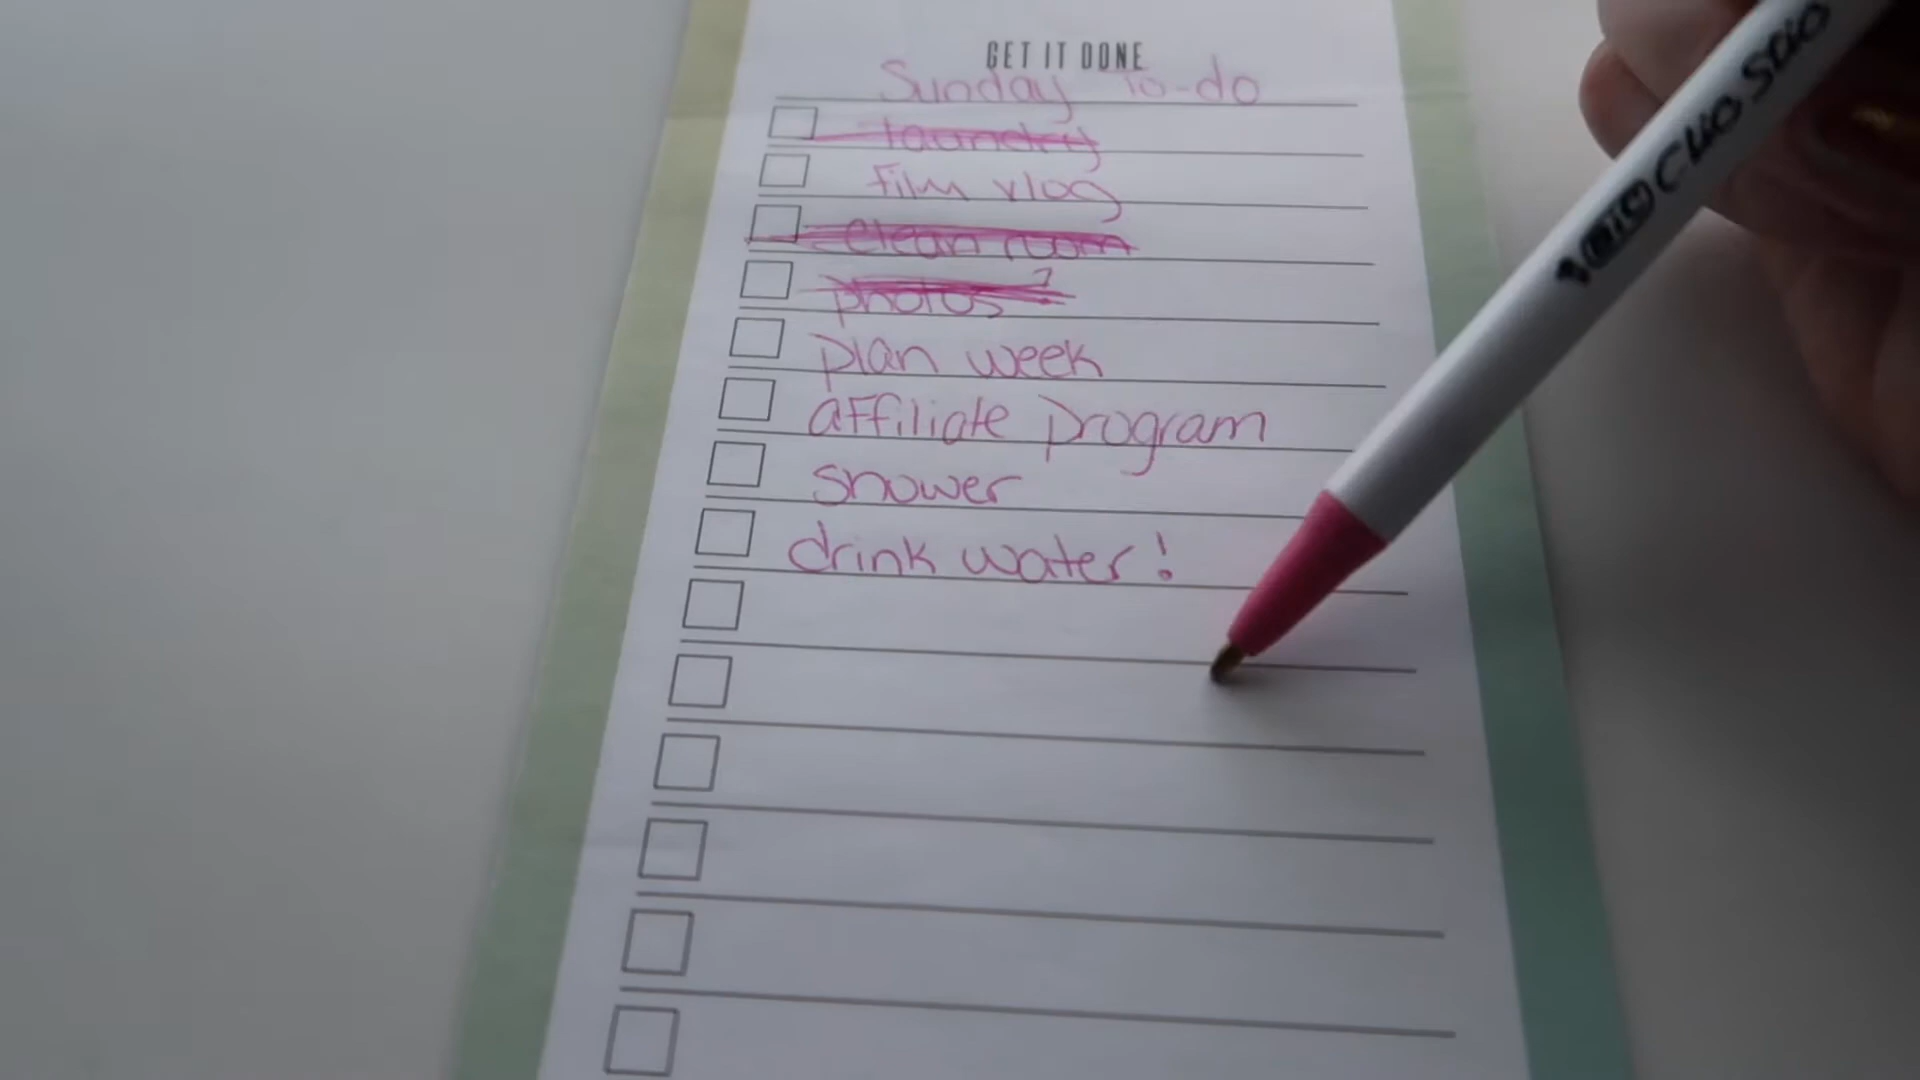 GET IT DONE
Sunday To-do
laundry
film vlog
clean room
photos?
plan week
affiliate program
shower
drink water!
BIC Clic Stic